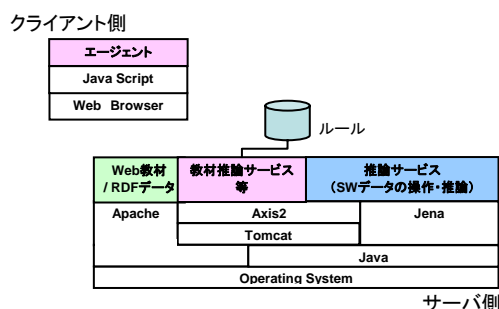 クライアント側
エージェント
Java Script
Web Browser
ルール
Web教材
/ RDFデータ
教材推論サービス
等
推論サービス
（SWデータの操作・推論）
Apache
Axis2
Jena
Tomcat
Java
Operating System
サーバ側